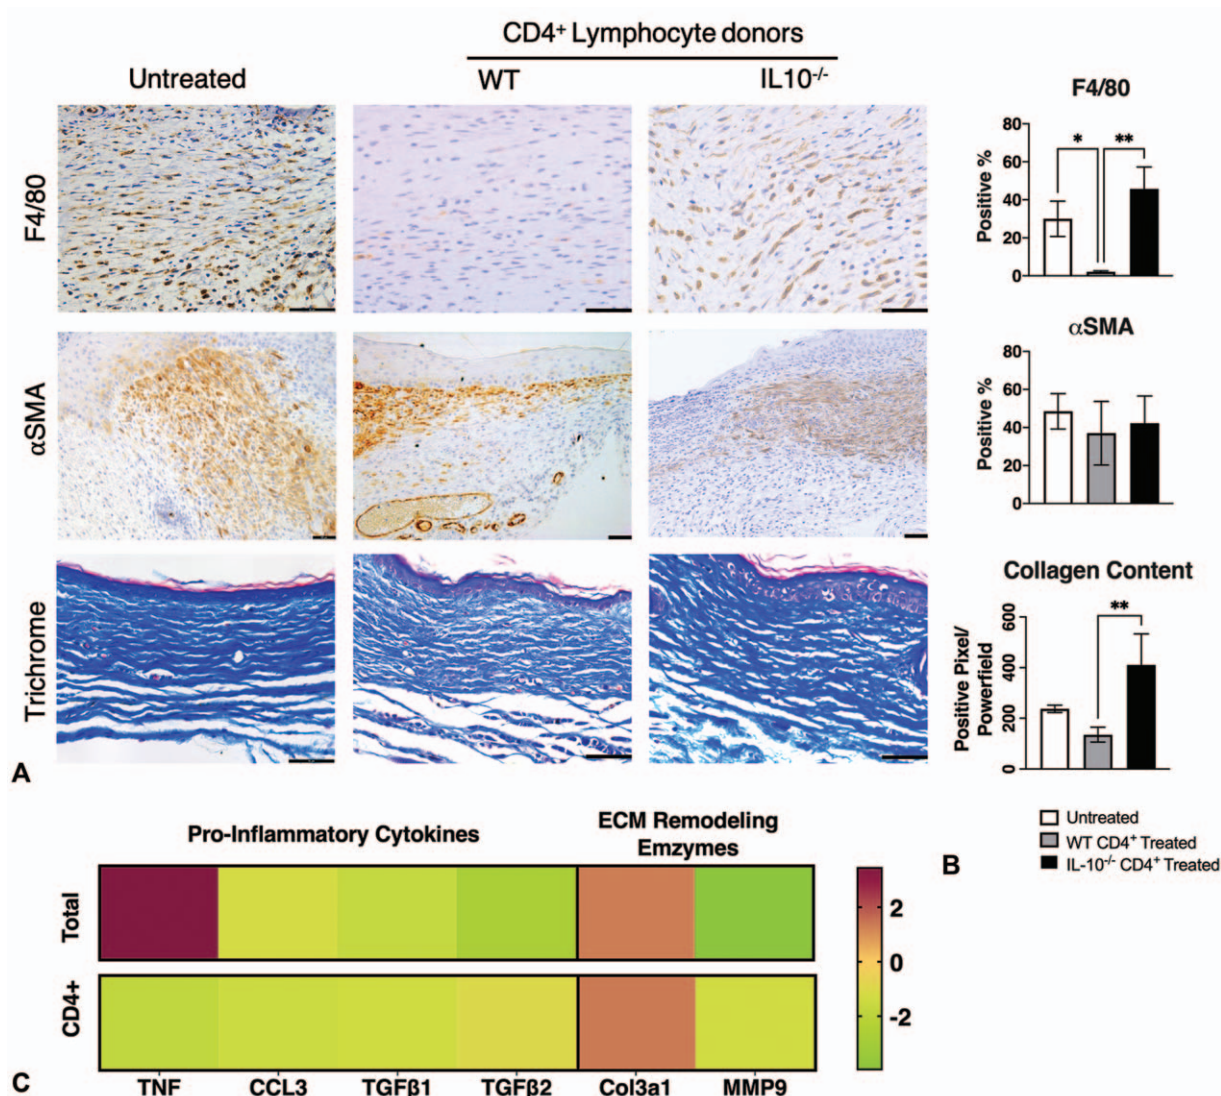 CD4+ Lymphocyte donors
Untreated
WT
IL10-/-
F4/80
αSMA
Trichrome
A
F4/80
Positive %
80
60
40
20
0
*
**
αSMA
Positive %
80
60
40
20
0
Collagen Content
Positive Pixel/
Powerfield
600
400
200
0
**
Untreated
WT CD4+ Treated
IL-10-/- CD4+ Treated
B
Pro-Inflammatory Cytokines
ECM Remodeling
Emzymes
Total
CD4+
2
0
-2
TNF
CCL3
TGFβ1
TGFβ2
Col3a1
MMP9
C